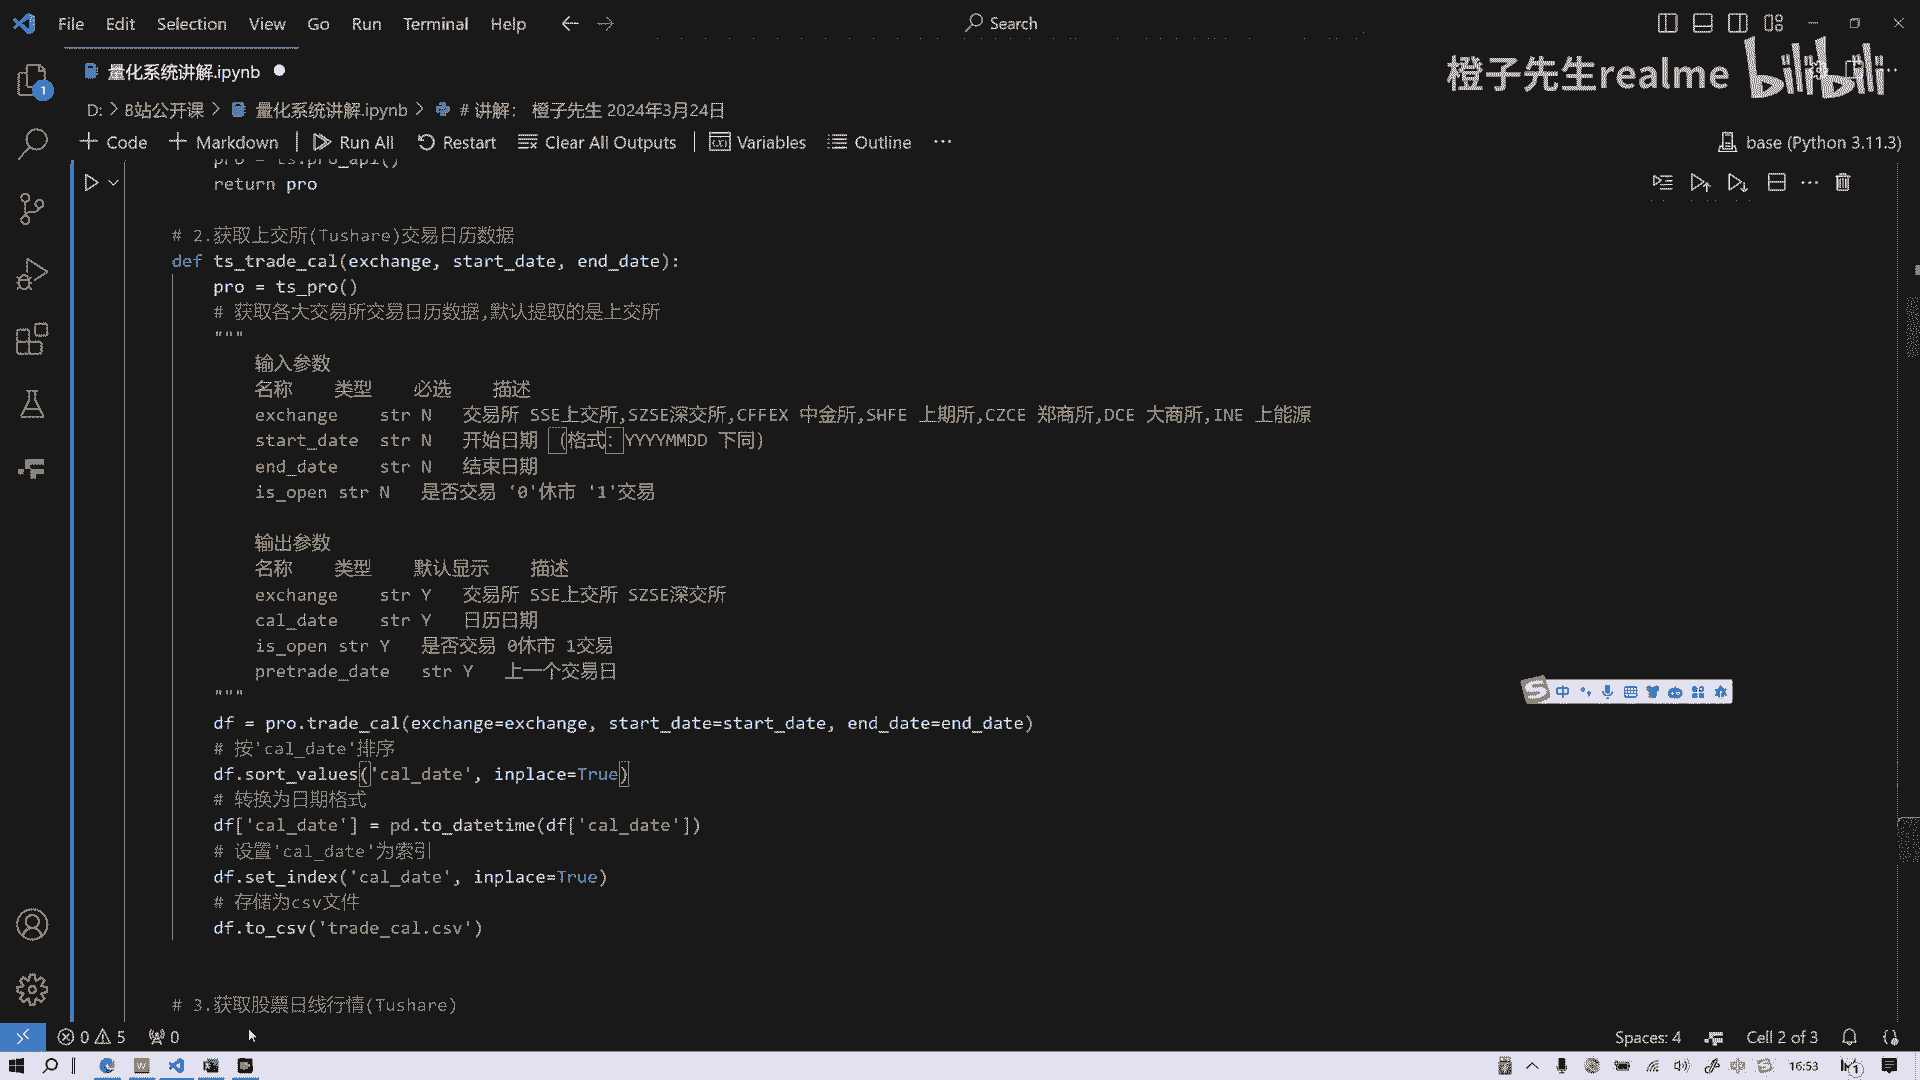 File Edit Selection View Go Run Terminal Help
Search
量化系统讲解.ipynb
橙子先生realme bilibili
D: > B站公开课 > 量化系统讲解.ipynb > # 讲解: 橙子先生 2024年3月24日
Code Markdown Run All Restart Clear All Outputs Variables Outline ···
base (Python 3.11.3)
pro = ts.pro_api()
return pro
# 2.获取上交所(Tushare)交易日历数据
def ts_trade_cal(exchange, start_date, end_date):
pro = ts_pro()
# 获取各大交易所交易日历数据,默认提取的是上交所
"""
输入参数
名称 类型 必选 描述
exchange str N 交易所 SSE上交所,SZSE深交所,CFFEX 中金所,SHFE 上期所,CZCE 郑商所,DCE 大商所,INE 上能源
start_date str N 开始日期 (格式:YYYYMMDD 下同)
end_date str N 结束日期
is_open str N 是否交易 '0'休市 '1'交易
输出参数
名称 类型 默认显示 描述
exchange str Y 交易所 SSE上交所 SZSE深交所
cal_date str Y 日历日期
is_open str Y 是否交易 0休市 1交易
pretrade_date str Y 上一个交易日
"""
df = pro.trade_cal(exchange=exchange, start_date=start_date, end_date=end_date)
# 按'cal_date'排序
df.sort_values('cal_date', inplace=True)
# 转换为日期格式
df['cal_date'] = pd.to_datetime(df['cal_date'])
# 设置'cal_date'为索引
df.set_index('cal_date', inplace=True)
# 存储为csv文件
df.to_csv('trade_cal.csv')
# 3.获取股票日线行情(Tushare)
中
0 5 0
Spaces: 4
Cell 2 of 3
16:53